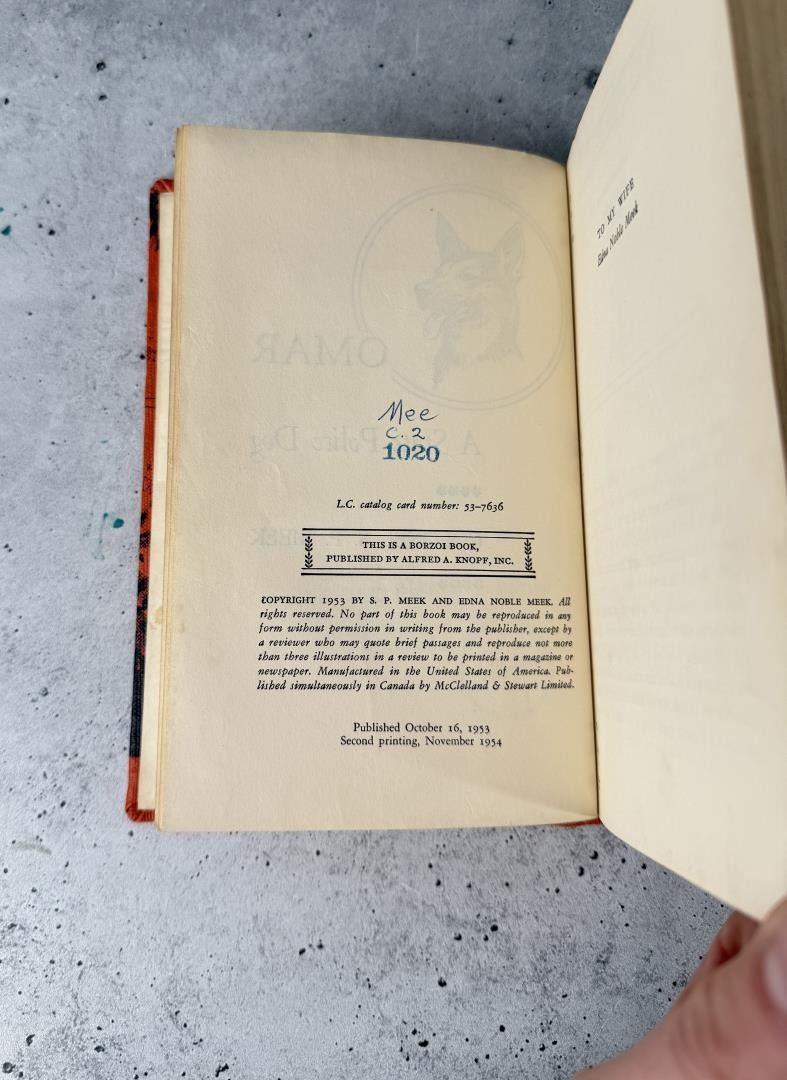 Mee
C. 2
1020
L.C. catalog card number: 53-7636
THIS IS A BORZOI BOOK,
PUBLISHED BY ALFRED A. KNOPF, INC.
COPYRIGHT 1953 BY S. P. MEEK AND EDNA NOBLE MEEK. All
rights reserved. No part of this book may be reproduced in any
form without permission in writing from the publisher, except by
a reviewer who may quote brief passages and reproduce not more
than three illustrations in a review to be printed in a magazine or
newspaper. Manufactured in the United States of America. Pub-
lished simultaneously in Canada by McClelland & Stewart Limited.
Published October 16, 1953
Second printing, November 1954
TO MY WIFE
Edna Noble Meek